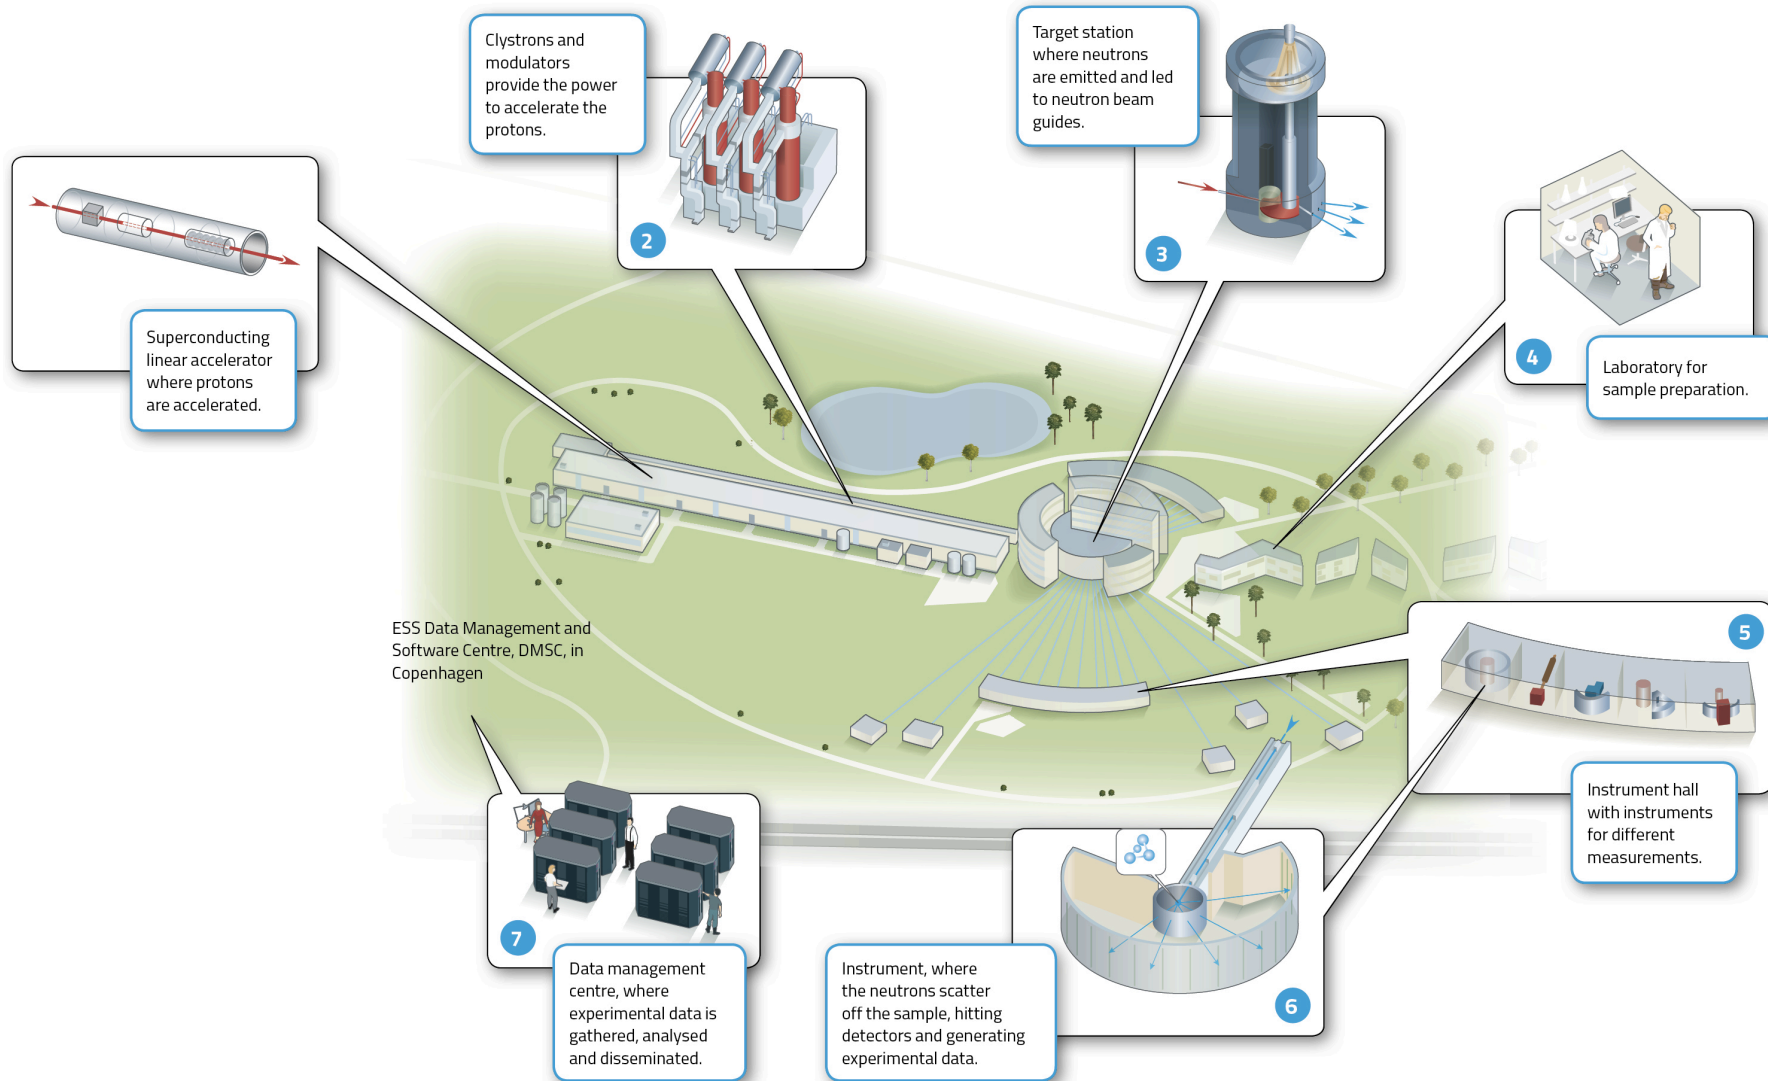 Superconducting
linear accelerator
where protons
are accelerated.
Clystrons and
modulators
provide the power
to accelerate the
protons.
2
Target station
where neutrons
are emitted and led
to neutron beam
guides.
3
4
Laboratory for
sample preparation.
5
Instrument hall
with instruments
for different
measurements.
Instrument, where
the neutrons scatter
off the sample, hitting
detectors and generating
experimental data.
6
ESS Data Management and
Software Centre, DMSC, in
Copenhagen
7
Data management
centre, where
experimental data is
gathered, analysed
and disseminated.